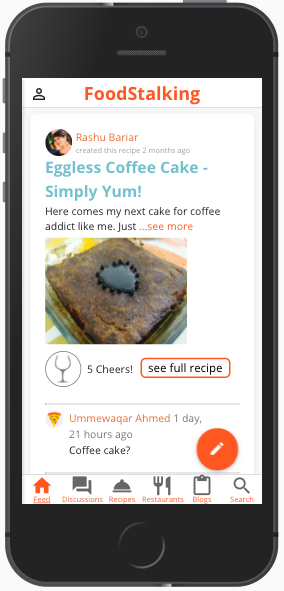 FoodStalking
Rashu Bariar
created this recipe 2 months ago
Eggless Coffee Cake -
Simply Yum!
Here comes my next cake for coffee
addict like me. Just ...see more
5 Cheers!
see full recipe
Ummewaqar Ahmed 1 day,
21 hours ago
Coffee cake?
Feed
Discussions
Recipes
Restaurants
Blogs
Search